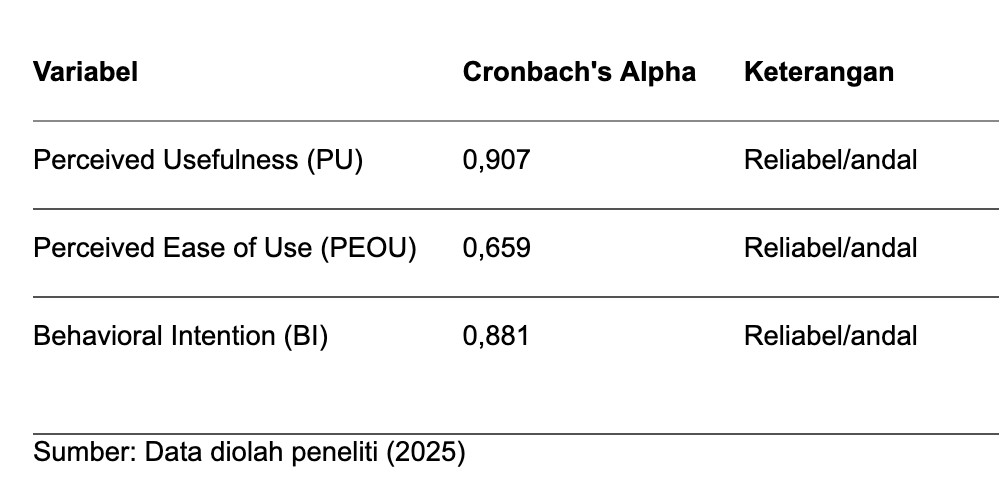 Variabel Cronbach's Alpha Keterangan
Perceived Usefulness (PU) 0,907 Reliabel/andal
Perceived Ease of Use (PEOU) 0,659 Reliabel/andal
Behavioral Intention (BI) 0,881 Reliabel/andal
Sumber: Data diolah peneliti (2025)